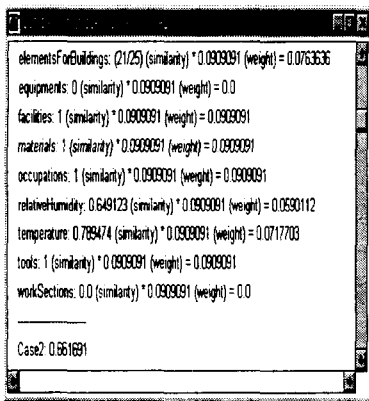 elementsForBuildings: (21/25) (similarity) * 0.0909091 (weight) = 0.0763636
equipments: 0 (similarity) * 0.0909091 (weight) = 0.0
facilities: 1 (similarity) * 0.0909091 (weight) = 0.0909091
materials: 1 (similarity) * 0.0909091 (weight) = 0.0909091
occupations: 1 (similarity) * 0.0909091 (weight) = 0.0909091
relativeHumidity: 0.649123 (similarity) * 0.0909091 (weight) = 0.0590112
temperature: 0.789474 (similarity) * 0.0909091 (weight) = 0.0717703
tools: 1 (similarity) * 0.0909091 (weight) = 0.0909091
workSections: 0.0 (similarity) * 0.0909091 (weight) = 0.0
Case2: 0.661691